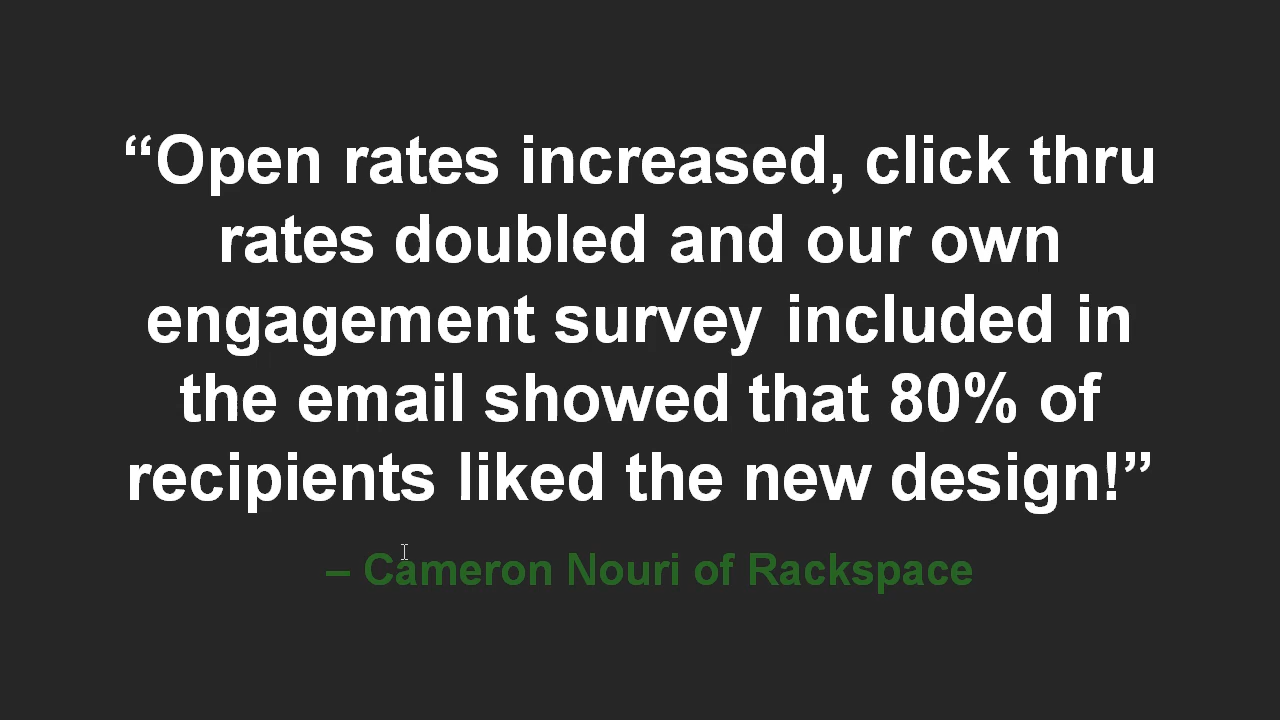 “Open rates increased, click thru
rates doubled and our own
engagement survey included in
the email showed that 80% of
recipients liked the new design!”
– Cameron Nouri of Rackspace